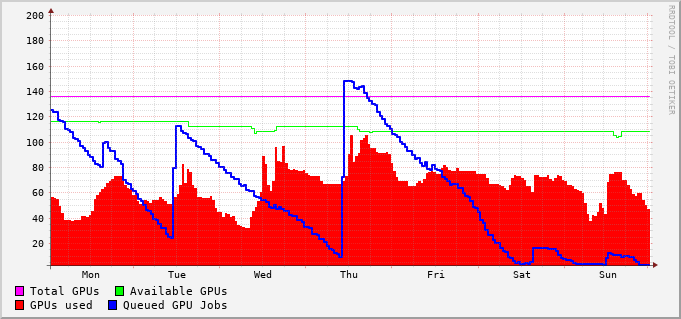 200
180
160
140
120
100
80
60
40
20
Mon Tue Wed Thu Fri Sat Sun
Total GPUs Available GPUs
GPUs used Queued GPU Jobs
RRDTOOL / TOBI OETIKER